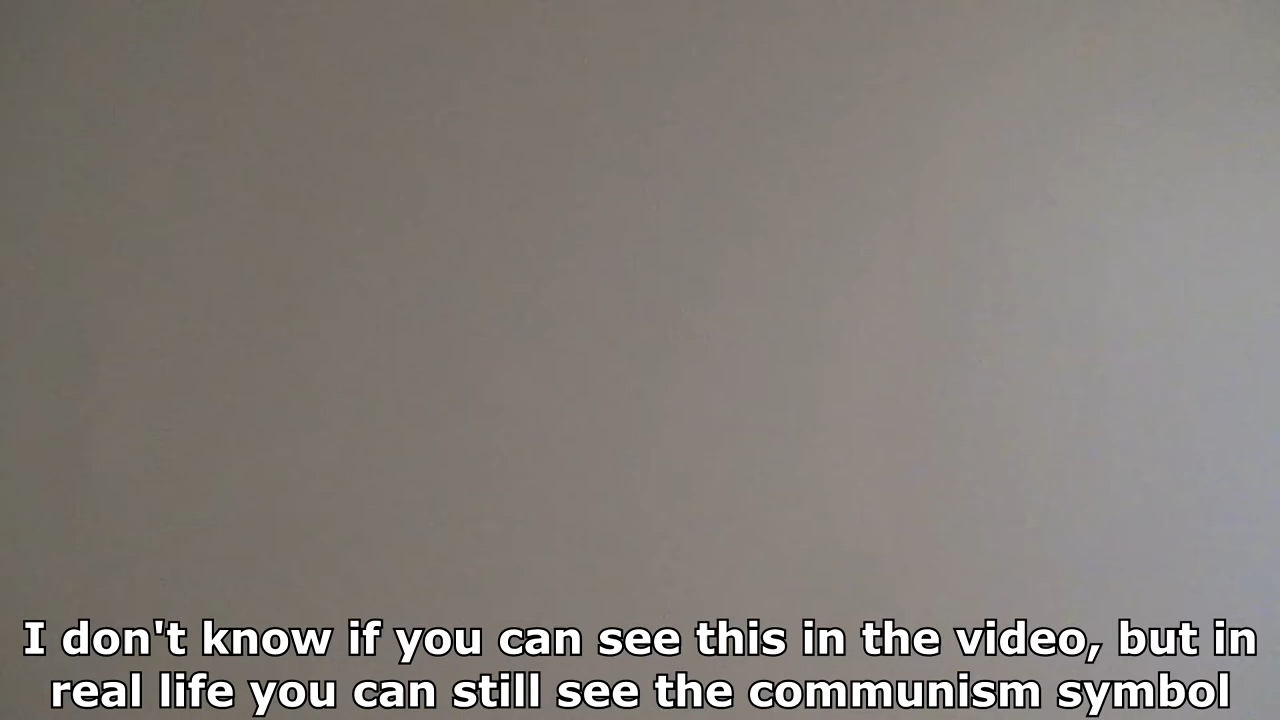 I don't know if you can see this in the video, but in
real life you can still see the communism symbol